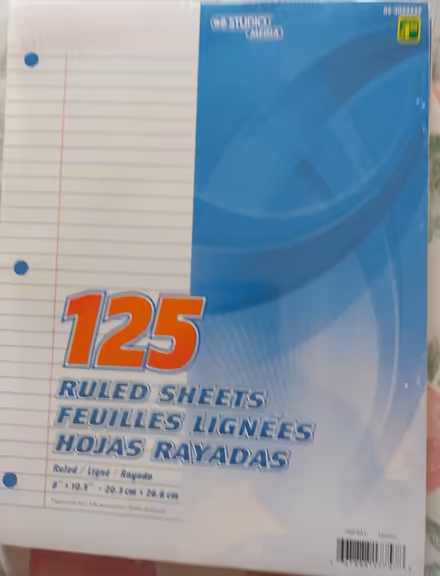 STUDIO
125
RULED SHEETS
FEUILLES LIGNÉES
HOJAS RAYADAS
Ruled / Ligné / Rayado
8" • 10.5" - 20.3 cm • 26.6 cm